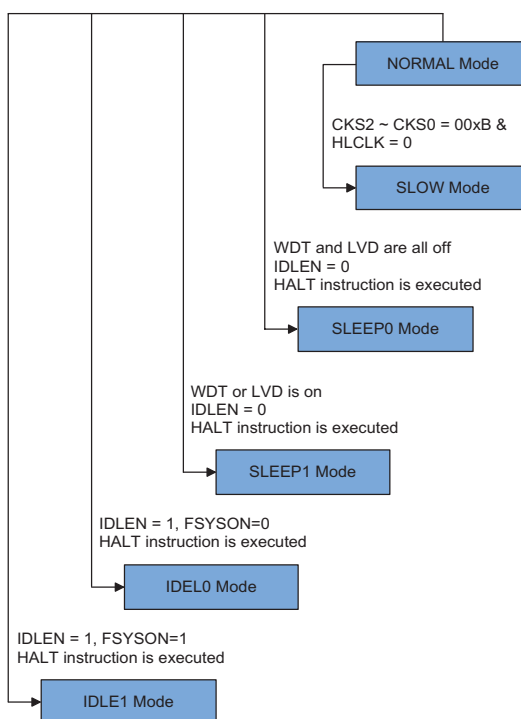 NORMAL Mode
CKS2 ~ CKS0 = 00xB &
HLCLK = 0
SLOW Mode
WDT and LVD are all off
IDLEN = 0
HALT instruction is executed
SLEEP0 Mode
WDT or LVD is on
IDLEN = 0
HALT instruction is executed
SLEEP1 Mode
IDLEN = 1, FSYSON=0
HALT instruction is executed
IDEL0 Mode
IDLEN = 1, FSYSON=1
HALT instruction is executed
IDLE1 Mode